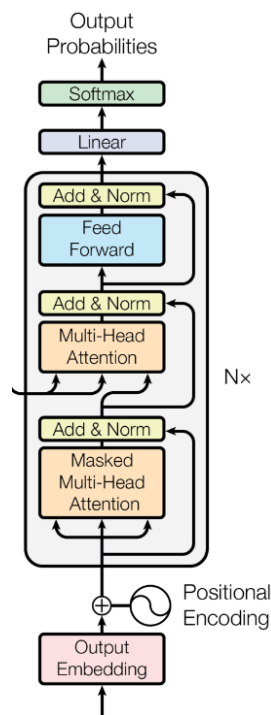 Output
Probabilities
Softmax
Linear
Add & Norm
Feed
Forward
Add & Norm
Multi-Head
Attention
N×
Add & Norm
Masked
Multi-Head
Attention
Positional
Encoding
Output
Embedding